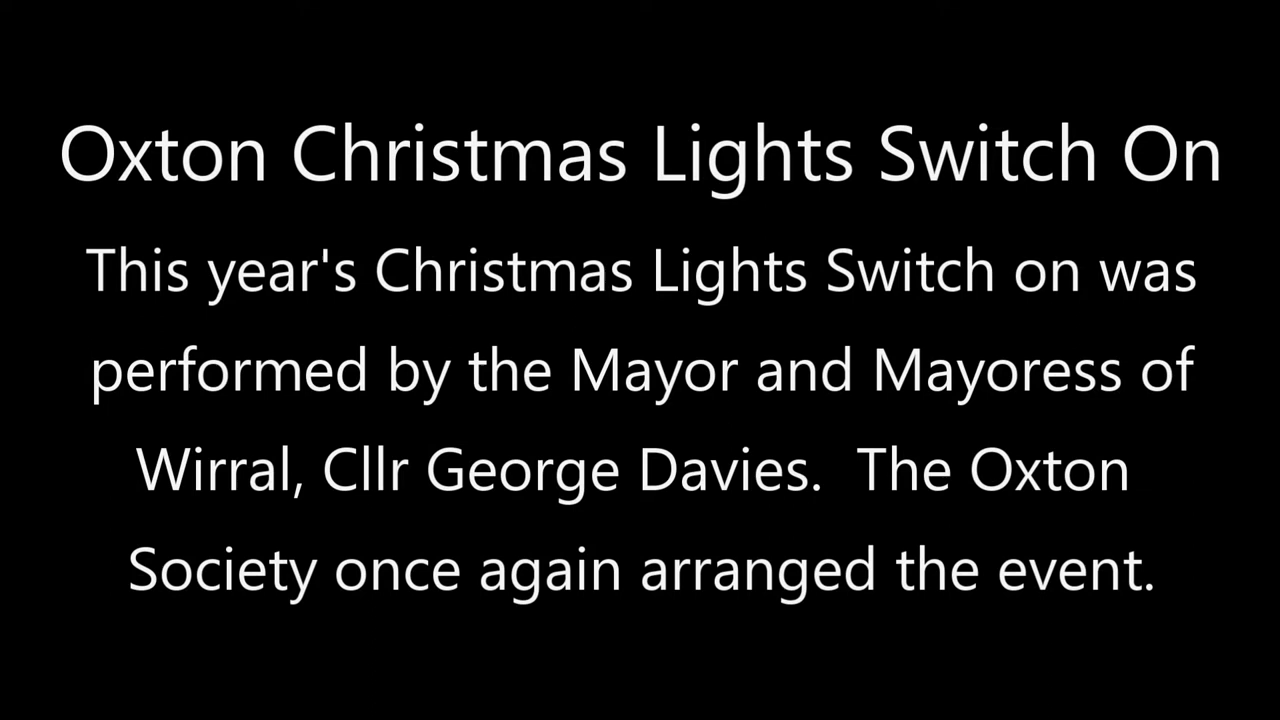 Oxton Christmas Lights Switch On
This year's Christmas Lights Switch on was
performed by the Mayor and Mayoress of
Wirral, Cllr George Davies.  The Oxton
Society once again arranged the event.